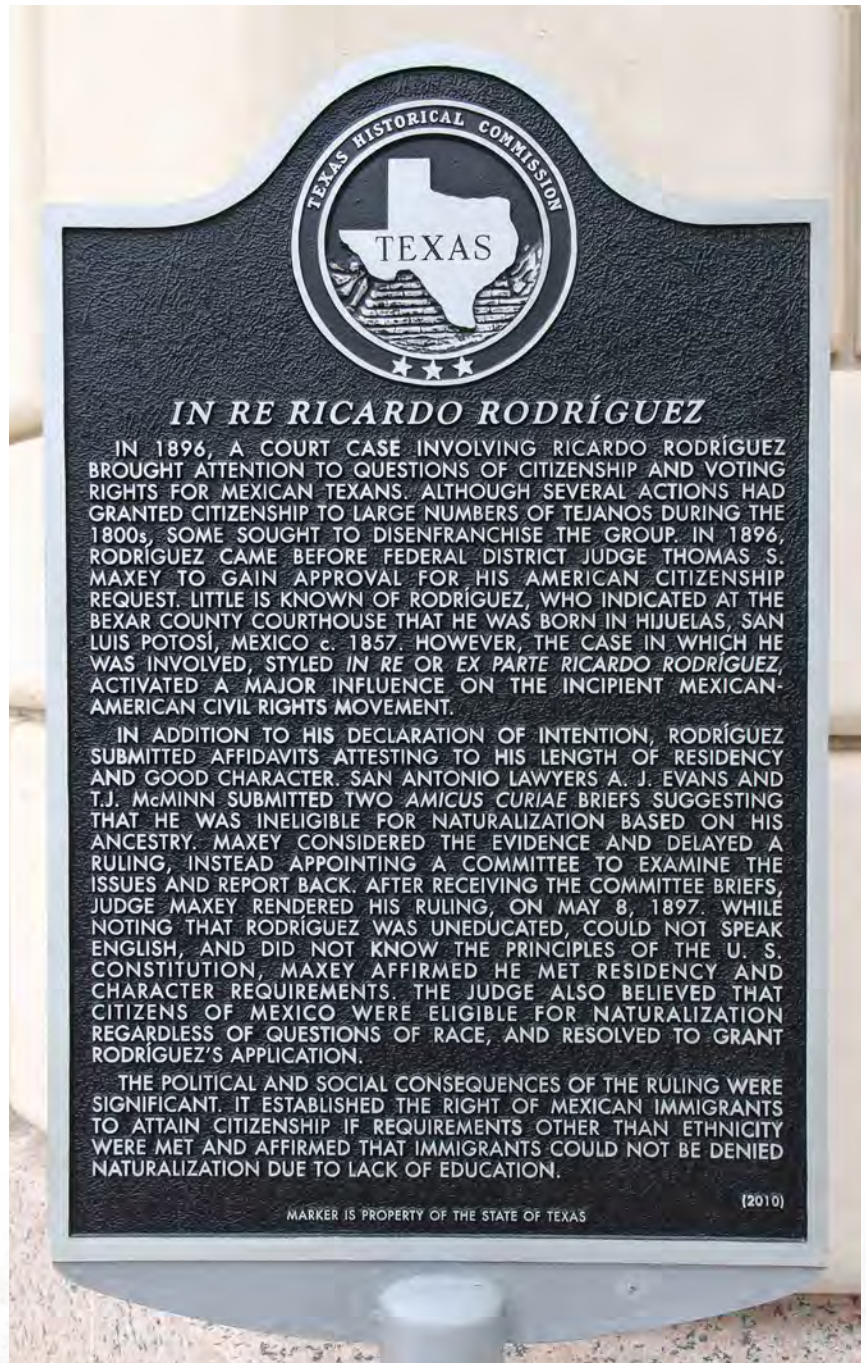 TEXAS HISTORICAL COMMISSION
TEXAS
IN RE RICARDO RODRÍGUEZ
IN 1896, A COURT CASE INVOLVING RICARDO RODRÍGUEZ
BROUGHT ATTENTION TO QUESTIONS OF CITIZENSHIP AND VOTING
RIGHTS FOR MEXICAN TEXANS. ALTHOUGH SEVERAL ACTIONS HAD
GRANTED CITIZENSHIP TO LARGE NUMBERS OF TEJANOS DURING THE
1800s, SOME SOUGHT TO DISENFRANCHISE THE GROUP. IN 1896,
RODRÍGUEZ CAME BEFORE FEDERAL DISTRICT JUDGE THOMAS S.
MAXEY TO GAIN APPROVAL FOR HIS AMERICAN CITIZENSHIP
REQUEST. LITTLE IS KNOWN OF RODRÍGUEZ, WHO INDICATED AT THE
BEXAR COUNTY COURTHOUSE THAT HE WAS BORN IN HIJUELAS, SAN
LUIS POTOSÍ, MEXICO c. 1857. HOWEVER, THE CASE IN WHICH HE
WAS INVOLVED, STYLED IN RE OR EX PARTE RICARDO RODRÍGUEZ,
ACTIVATED A MAJOR INFLUENCE ON THE INCIPIENT MEXICAN-
AMERICAN CIVIL RIGHTS MOVEMENT.
IN ADDITION TO HIS DECLARATION OF INTENTION, RODRÍGUEZ
SUBMITTED AFFIDAVITS ATTESTING TO HIS LENGTH OF RESIDENCY
AND GOOD CHARACTER. SAN ANTONIO LAWYERS A. J. EVANS AND
T.J. McMINN SUBMITTED TWO AMICUS CURIAE BRIEFS SUGGESTING
THAT HE WAS INELIGIBLE FOR NATURALIZATION BASED ON HIS
ANCESTRY. MAXEY CONSIDERED THE EVIDENCE AND DELAYED A
RULING, INSTEAD APPOINTING A COMMITTEE TO EXAMINE THE
ISSUES AND REPORT BACK. AFTER RECEIVING THE COMMITTEE BRIEFS,
JUDGE MAXEY RENDERED HIS RULING, ON MAY 8, 1897. WHILE
NOTING THAT RODRÍGUEZ WAS UNEDUCATED, COULD NOT SPEAK
ENGLISH, AND DID NOT KNOW THE PRINCIPLES OF THE U. S.
CONSTITUTION, MAXEY AFFIRMED HE MET RESIDENCY AND
CHARACTER REQUIREMENTS. THE JUDGE ALSO BELIEVED THAT
CITIZENS OF MEXICO WERE ELIGIBLE FOR NATURALIZATION
REGARDLESS OF QUESTIONS OF RACE, AND RESOLVED TO GRANT
RODRÍGUEZ'S APPLICATION.
THE POLITICAL AND SOCIAL CONSEQUENCES OF THE RULING WERE
SIGNIFICANT. IT ESTABLISHED THE RIGHT OF MEXICAN IMMIGRANTS
TO ATTAIN CITIZENSHIP IF REQUIREMENTS OTHER THAN ETHNICITY
WERE MET AND AFFIRMED THAT IMMIGRANTS COULD NOT BE DENIED
NATURALIZATION DUE TO LACK OF EDUCATION.
(2010)
MARKER IS PROPERTY OF THE STATE OF TEXAS